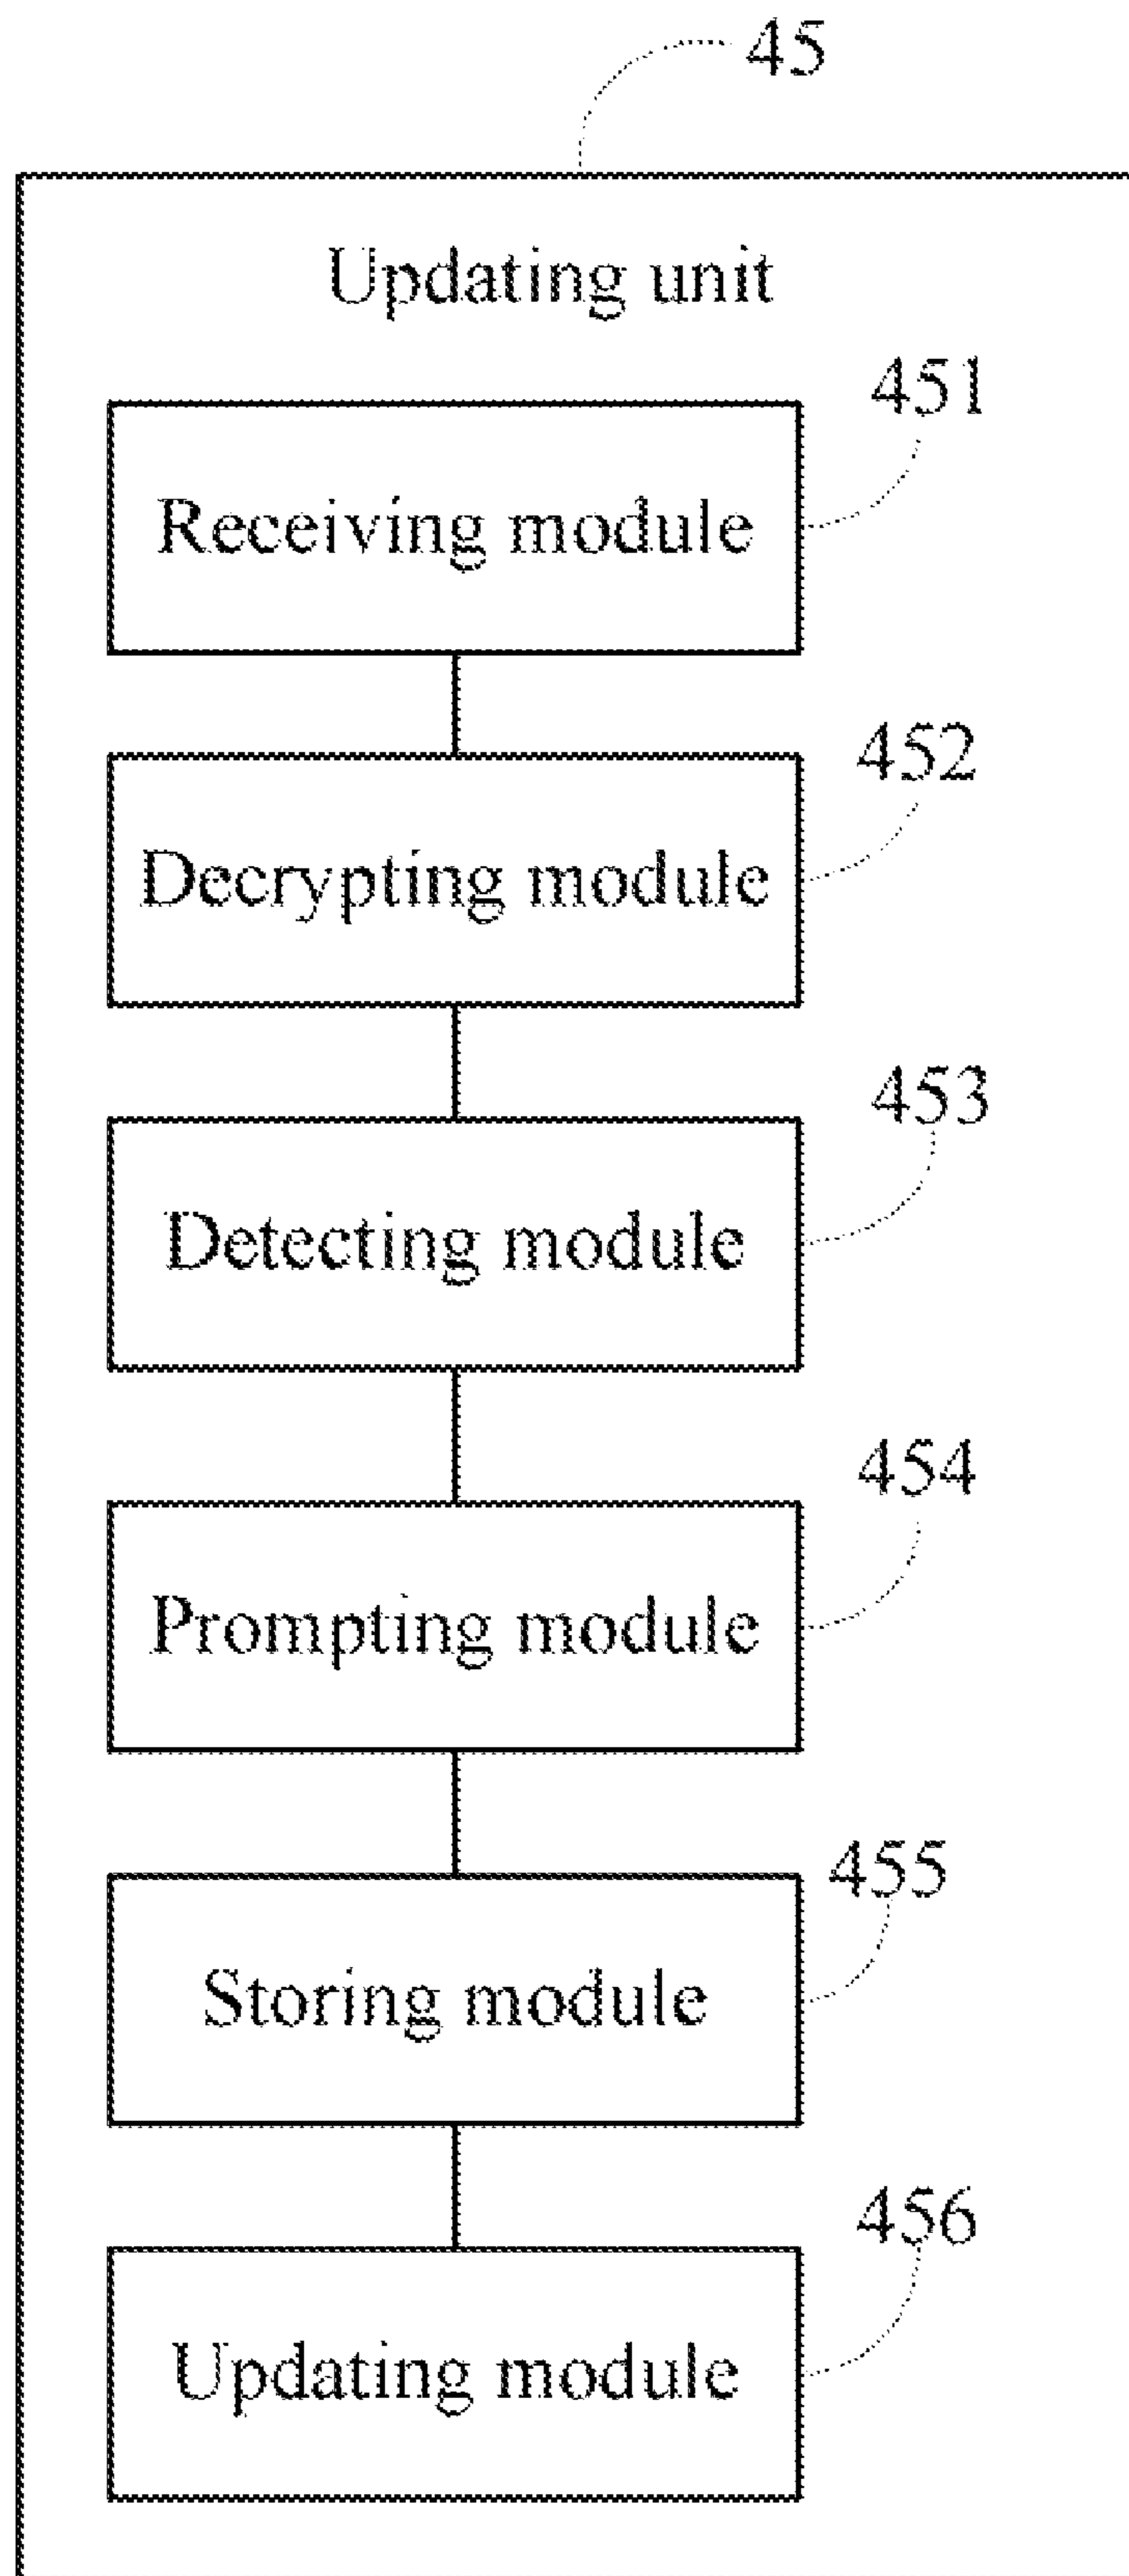 45
Updating unit
451
Receiving module
452
Decrypting module
453
Detecting module
454
Prompting module
455
Storing module
456
Updating module